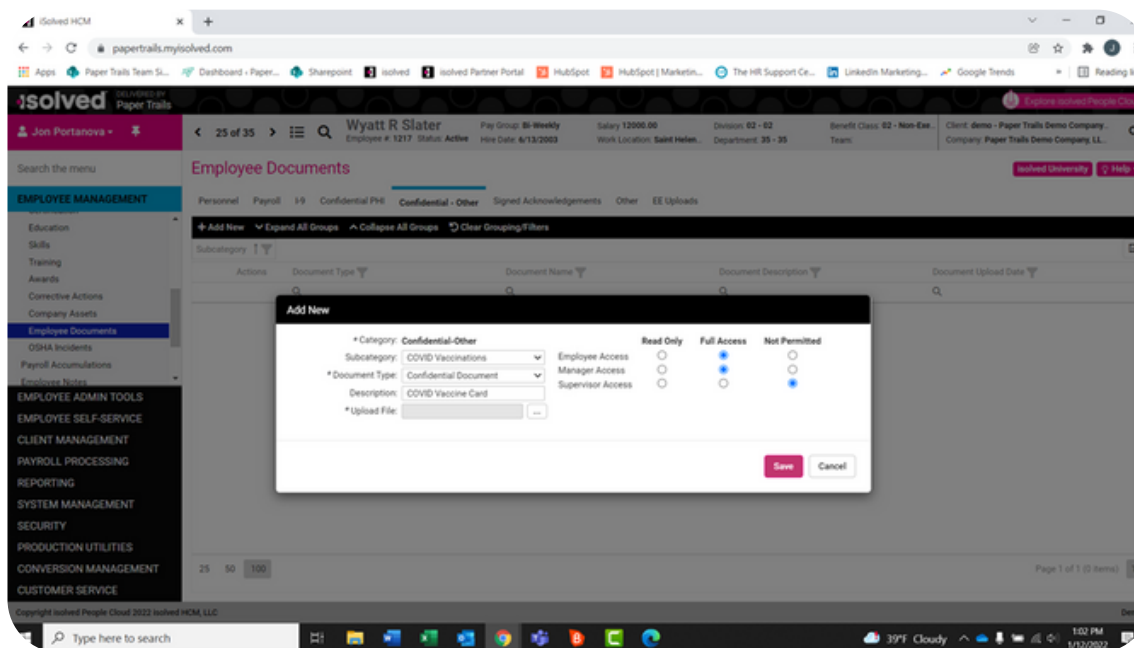 iSolved HCM
papertrails.myisolved.com
Apps Paper Trails Team Si... Dashboard ‹ Paper... Sharepoint isolved isolved Partner Portal HubSpot HubSpot | Marketin... The HR Support Ce... LinkedIn Marketing... Google Trends » Reading li
isolved DELIVERED BY Paper Trails Explore isolved People Clou
Jon Portanova 25 of 35 Wyatt R Slater Pay Group: Bi-Weekly Salary 12000.00 Division: 02 - 02 Benefit Class: 02 - Non-Exe... Client: demo - Paper Trails Demo Company...
Employee #: 1217 Status: Active Hire Date: 6/13/2003 Work Location: Saint Helen... Department: 35 - 35 Team: Company: Paper Trails Demo Company, LL...
Search the menu Employee Documents isolved University Help
EMPLOYEE MANAGEMENT Personnel Payroll I-9 Confidential PHI Confidential - Other Signed Acknowledgements Other EE Uploads
Education + Add New Expand All Groups Collapse All Groups Clear Grouping/Filters
Skills Subcategory
Training
Awards Actions Document Type Document Name Document Description Document Upload Date
Corrective Actions
Company Assets
Employee Documents
OSHA Incidents
Payroll Accumulations
Employee Notes
EMPLOYEE ADMIN TOOLS
EMPLOYEE SELF-SERVICE
CLIENT MANAGEMENT
PAYROLL PROCESSING
REPORTING
SYSTEM MANAGEMENT
SECURITY
PRODUCTION UTILITIES
CONVERSION MANAGEMENT
CUSTOMER SERVICE
Add New
* Category: Confidential-Other Read Only Full Access Not Permitted
Subcategory: COVID Vaccinations Employee Access
* Document Type: Confidential Document Manager Access
Description: COVID Vaccine Card Supervisor Access
* Upload File: ...
Save Cancel
25 50 100 Page 1 of 1 (0 items) 1
Copyright isolved People Cloud 2022 isolved HCM, LLC Den
Type here to search 39°F Cloudy 1:02 PM
1/12/2022